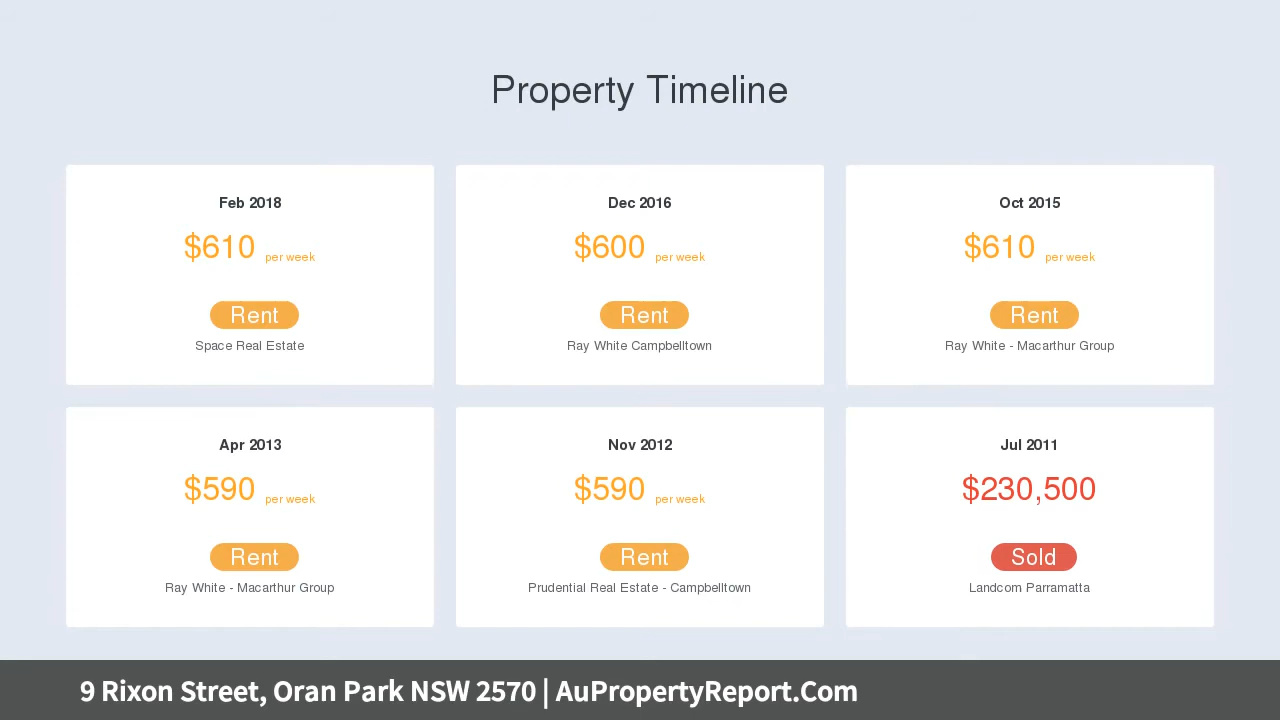 Property Timeline
Feb 2018
$610 per week
Rent
Space Real Estate
Dec 2016
$600 per week
Rent
Ray White Campbelltown
Oct 2015
$610 per week
Rent
Ray White - Macarthur Group
Apr 2013
$590 per week
Rent
Ray White - Macarthur Group
Nov 2012
$590 per week
Rent
Prudential Real Estate - Campbelltown
Jul 2011
$230,500
Sold
Landcom Parramatta
9 Rixon Street, Oran Park NSW 2570 | AuPropertyReport.Com